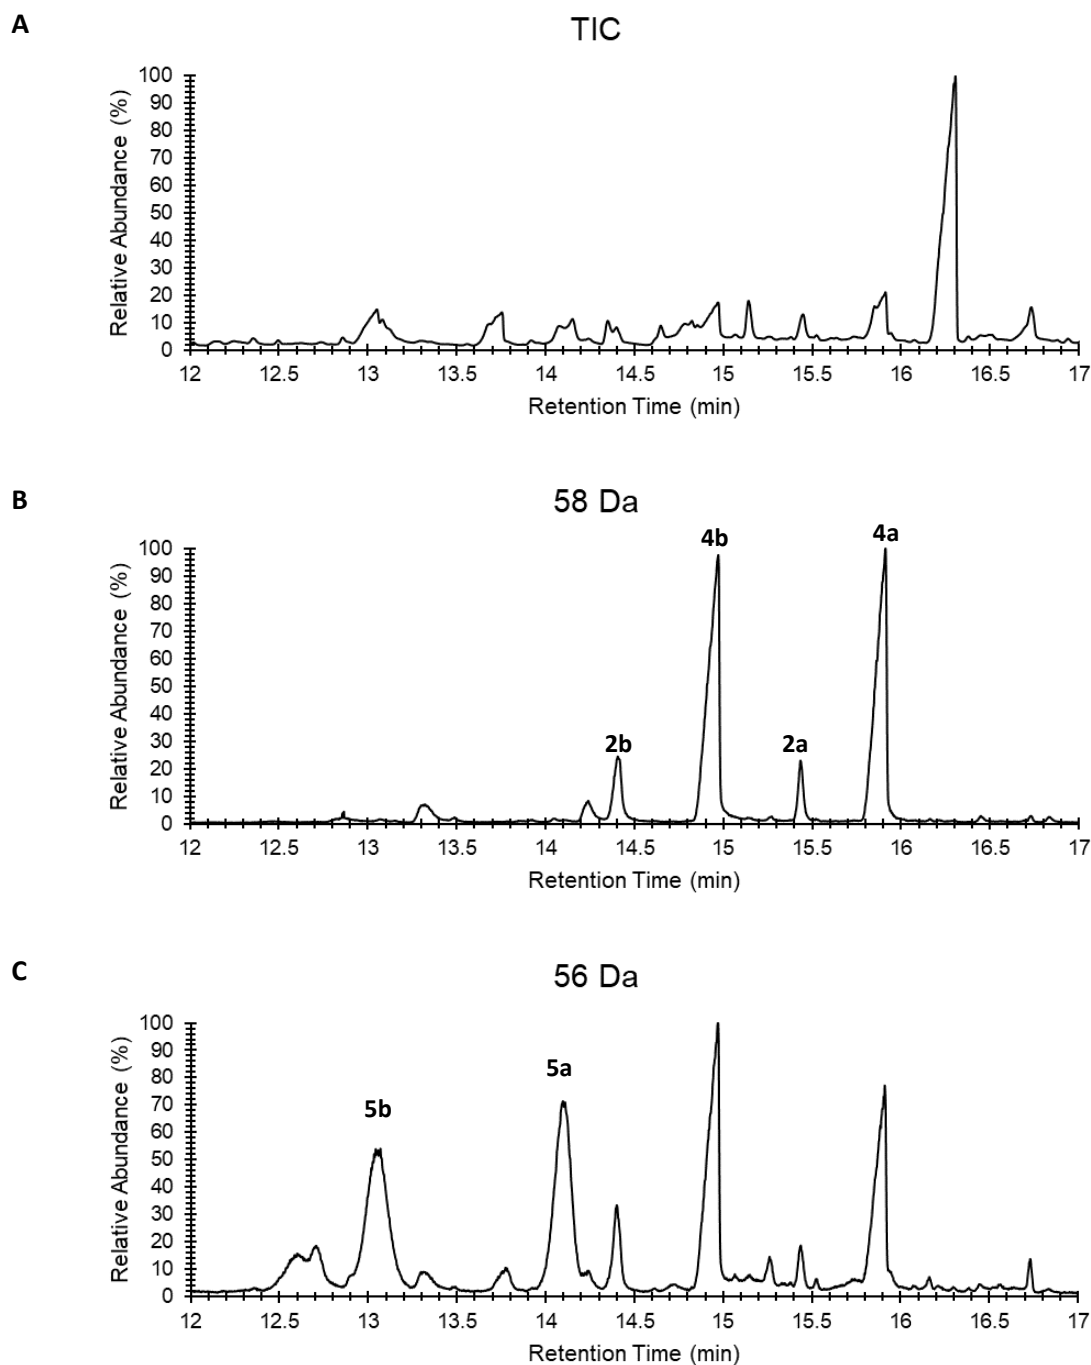 A
TIC
100
90
80
70
60
50
40
30
20
10
0
Relative Abundance (%)
12 12.5 13 13.5 14 14.5 15 15.5 16 16.5 17
Retention Time (min)
B
58 Da
100
90
80
70
60
50
40
30
20
10
0
Relative Abundance (%)
4b
4a
2b
2a
12 12.5 13 13.5 14 14.5 15 15.5 16 16.5 17
Retention Time (min)
C
56 Da
100
90
80
70
60
50
40
30
20
10
0
Relative Abundance (%)
5a
5b
12 12.5 13 13.5 14 14.5 15 15.5 16 16.5 17
Retention Time (min)